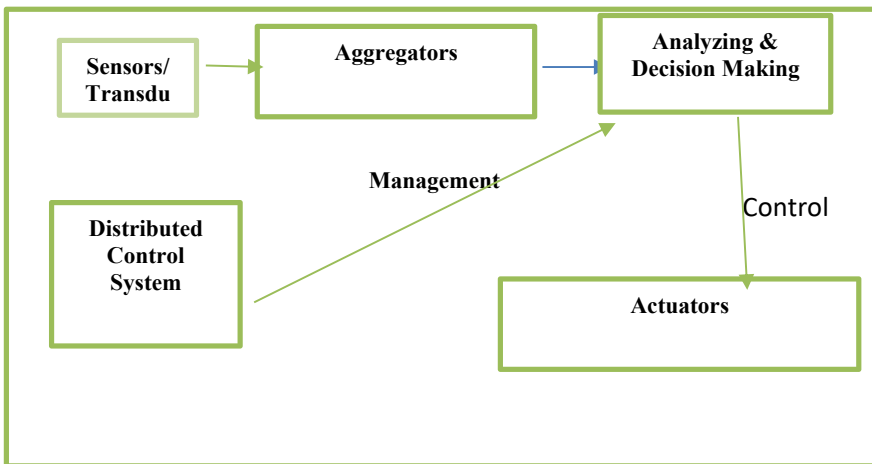 Sensors/
Transdu
Aggregators
Analyzing &
Decision Making
Management
Distributed
Control
System
Control
Actuators